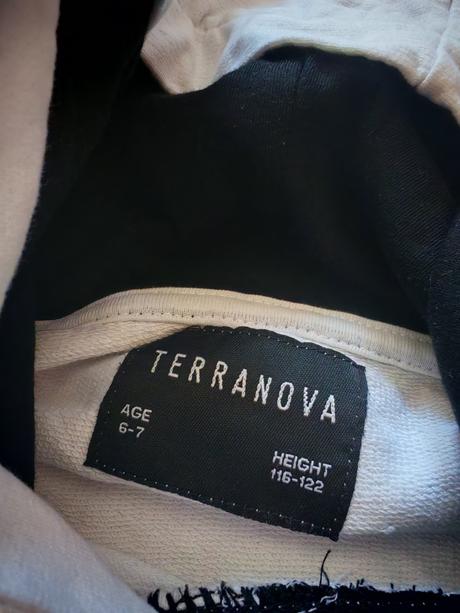 TERRANOVA
AGE
6-7
HEIGHT
116-122